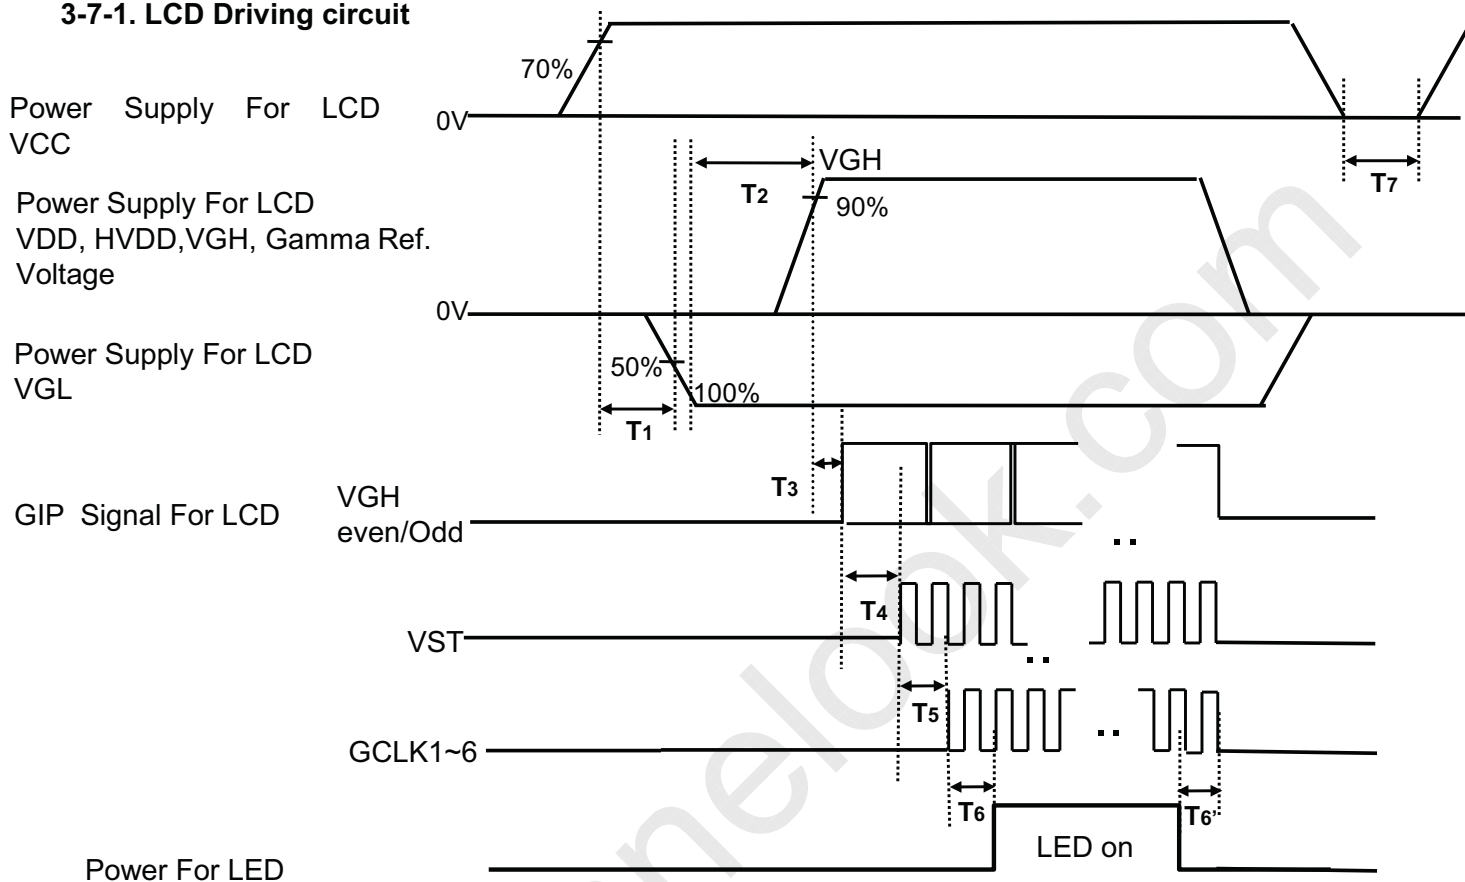 3-7-1. LCD Driving circuit
70%
Power Supply For LCD
VCC
0V
VGH
T7
T2
90%
Power Supply For LCD
VDD, HVDD,VGH, Gamma Ref.
Voltage
0V
Power Supply For LCD
VGL
50%
100%
T1
T3
GIP Signal For LCD
VGH
even/Odd
T4
VST
T5
GCLK1~6
T6
T6'
LED on
Power For LED
nelook.com